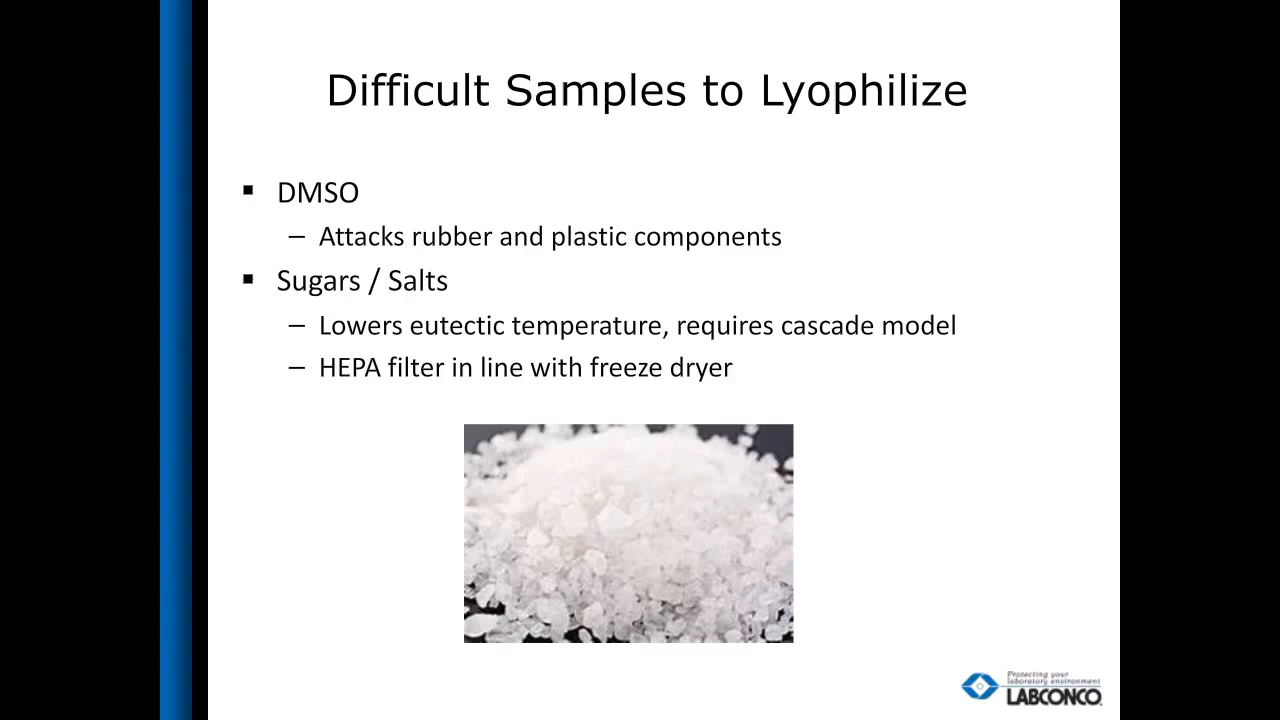 Difficult Samples to Lyophilize
▪ DMSO
– Attacks rubber and plastic components
▪ Sugars / Salts
– Lowers eutectic temperature, requires cascade model
– HEPA filter in line with freeze dryer
Protecting your
laboratory environment
LABCONCO